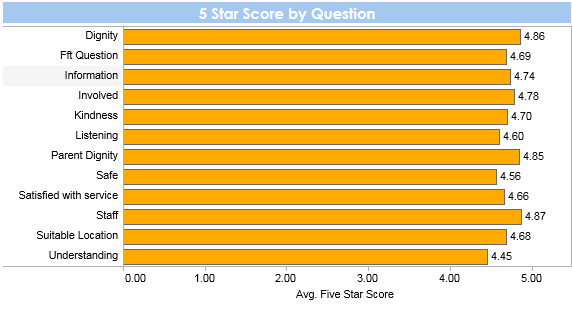 5 Star Score by Question
Dignity 4.86
Fft Question 4.69
Information 4.74
Involved 4.78
Kindness 4.70
Listening 4.60
Parent Dignity 4.85
Safe 4.56
Satisfied with service 4.66
Staff 4.87
Suitable Location 4.68
Understanding 4.45
0.00 1.00 2.00 3.00 4.00 5.00
Avg. Five Star Score